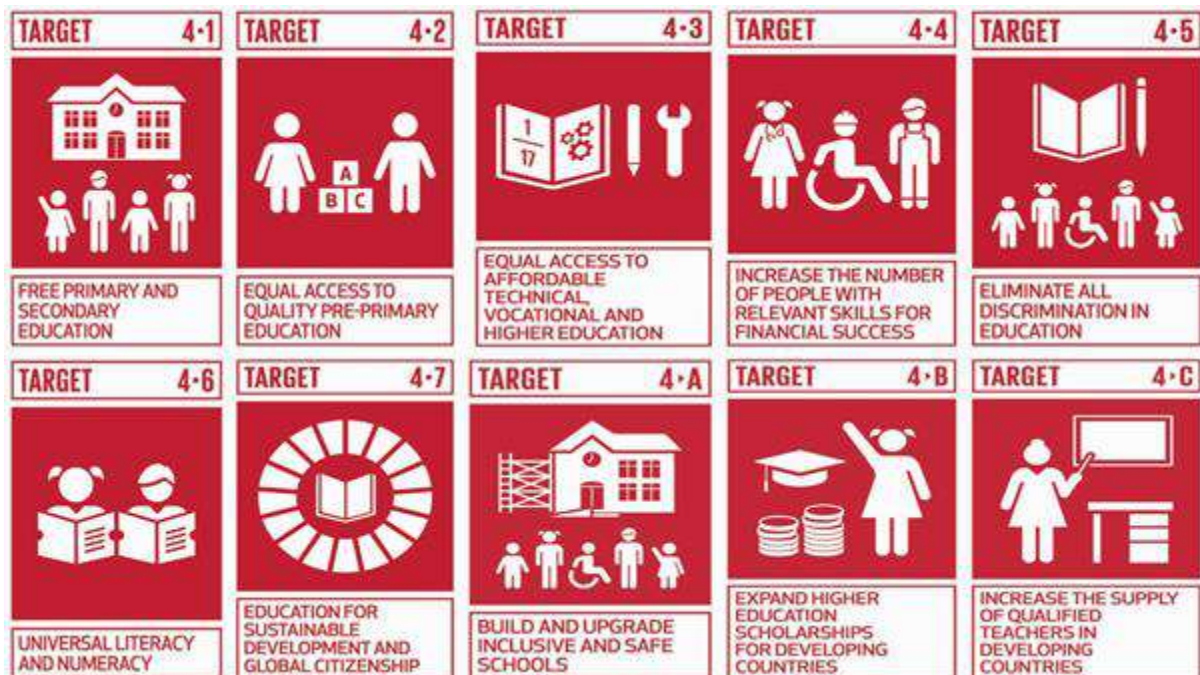 TARGET 4·1
FREE PRIMARY AND
SECONDARY
EDUCATION
TARGET 4·2
A
B C
EQUAL ACCESS TO
QUALITY PRE-PRIMARY
EDUCATION
TARGET 4·3
1
17
EQUAL ACCESS TO
AFFORDABLE
TECHNICAL,
VOCATIONAL AND
HIGHER EDUCATION
TARGET 4·4
INCREASE THE NUMBER
OF PEOPLE WITH
RELEVANT SKILLS FOR
FINANCIAL SUCCESS
TARGET 4·5
ELIMINATE ALL
DISCRIMINATION IN
EDUCATION
TARGET 4·6
UNIVERSAL LITERACY
AND NUMERACY
TARGET 4·7
EDUCATION FOR
SUSTAINABLE
DEVELOPMENT AND
GLOBAL CITIZENSHIP
TARGET 4·A
BUILD AND UPGRADE
INCLUSIVE AND SAFE
SCHOOLS
TARGET 4·B
EXPAND HIGHER
EDUCATION
SCHOLARSHIPS
FOR DEVELOPING
COUNTRIES
TARGET 4·C
INCREASE THE SUPPLY
OF QUALIFIED
TEACHERS IN
DEVELOPING
COUNTRIES